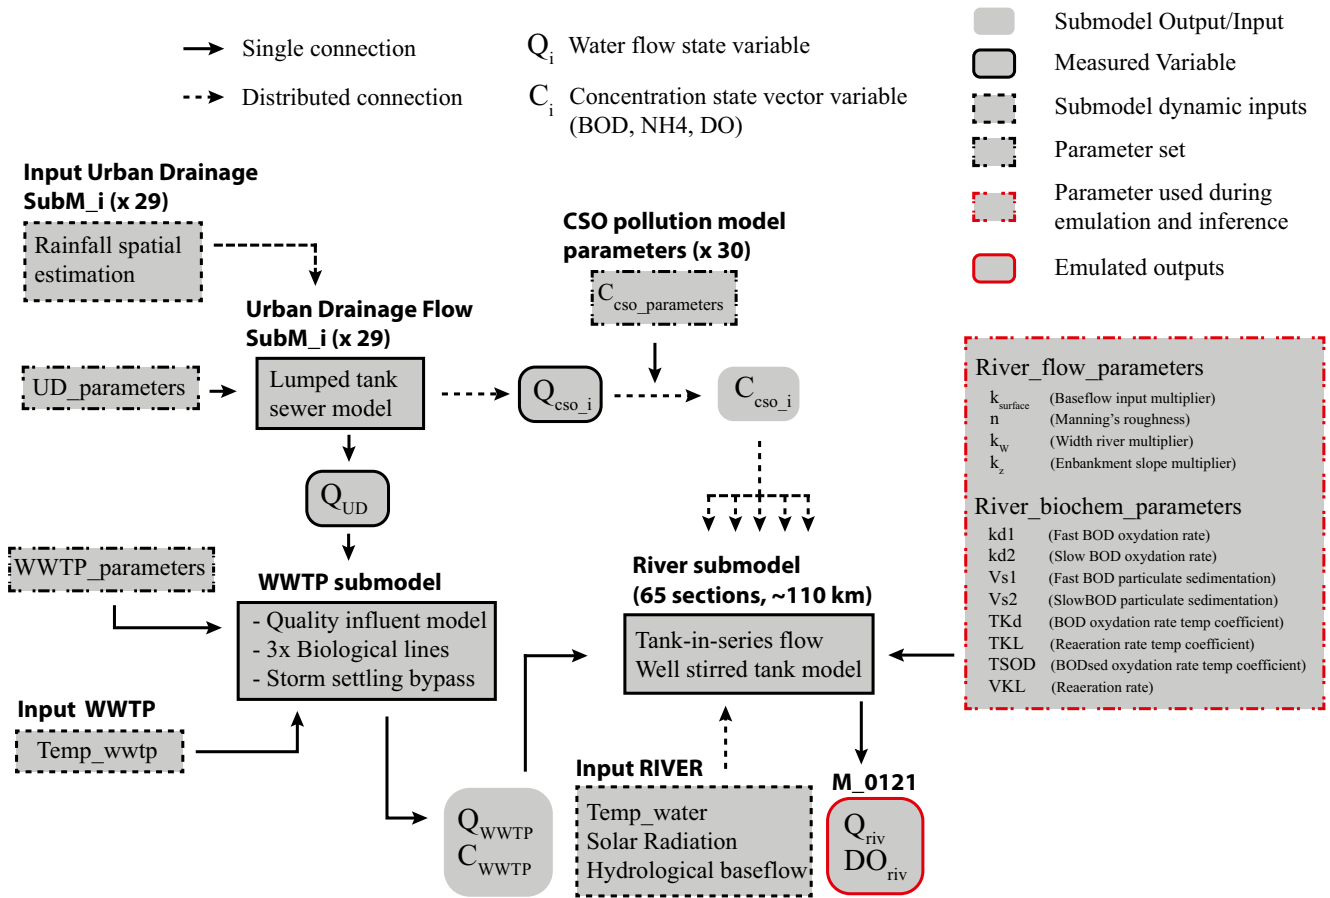 Single connection
Distributed connection
Q_i Water flow state variable
C_i Concentration state vector variable
(BOD, NH4, DO)
Submodel Output/Input
Measured Variable
Submodel dynamic inputs
Parameter set
Parameter used during
emulation and inference
Emulated outputs
Input Urban Drainage
SubM_i (x 29)
Rainfall spatial
estimation
Urban Drainage Flow
SubM_i (x 29)
Lumped tank
sewer model
UD_parameters
CSO pollution model
parameters (x 30)
C_cso_parameters
Q_cso_i
C_cso_i
Q_UD
WWTP_parameters
WWTP submodel
- Quality influent model
- 3x Biological lines
- Storm settling bypass
Input WWTP
Temp_wwtp
Q_WWTP
C_WWTP
River submodel
(65 sections, ~110 km)
Tank-in-series flow
Well stirred tank model
Input RIVER
Temp_water
Solar Radiation
Hydrological baseflow
M_0121
Q_riv
DO_riv
River_flow_parameters
k_surface (Baseflow input multiplier)
n (Manning's roughness)
k_w (Width river multiplier)
k_z (Enbankment slope multiplier)
River_biochem_parameters
kd1 (Fast BOD oxydation rate)
kd2 (Slow BOD oxydation rate)
Vs1 (Fast BOD particulate sedimentation)
Vs2 (SlowBOD particulate sedimentation)
TKd (BOD oxydation rate temp coefficient)
TKL (Reaeration rate temp coefficient)
TSOD (BODsed oxydation rate temp coefficient)
VKL (Reaeration rate)